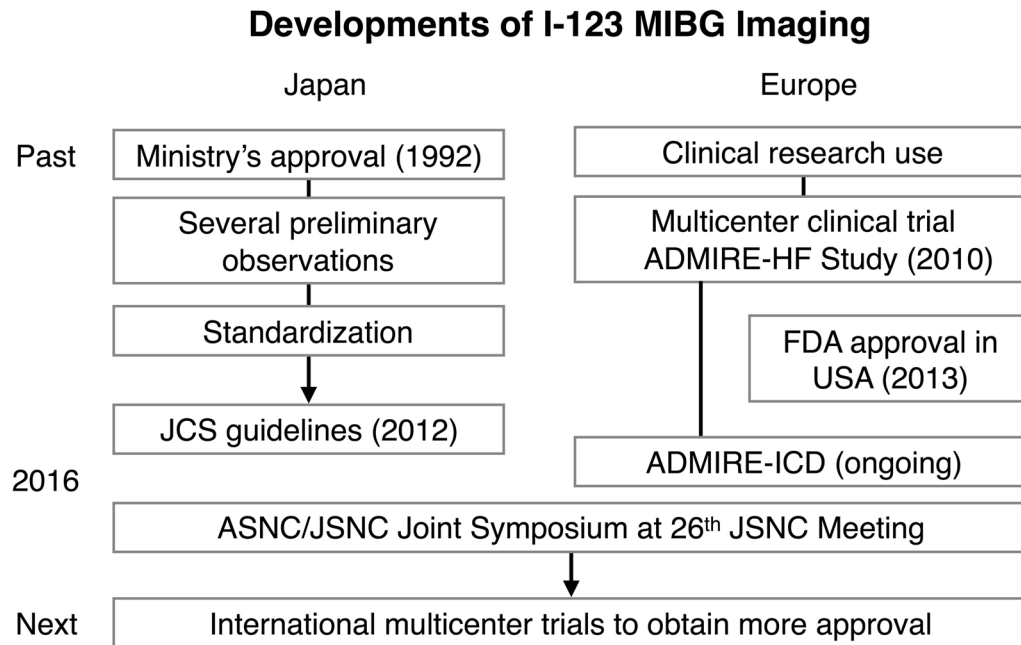 Developments of I-123 MIBG Imaging
Japan
Europe
Past
Ministry’s approval (1992)
Several preliminary
observations
Standardization
JCS guidelines (2012)
Clinical research use
Multicenter clinical trial
ADMIRE-HF Study (2010)
FDA approval in
USA (2013)
ADMIRE-ICD (ongoing)
2016
ASNC/JSNC Joint Symposium at 26th JSNC Meeting
Next
International multicenter trials to obtain more approval